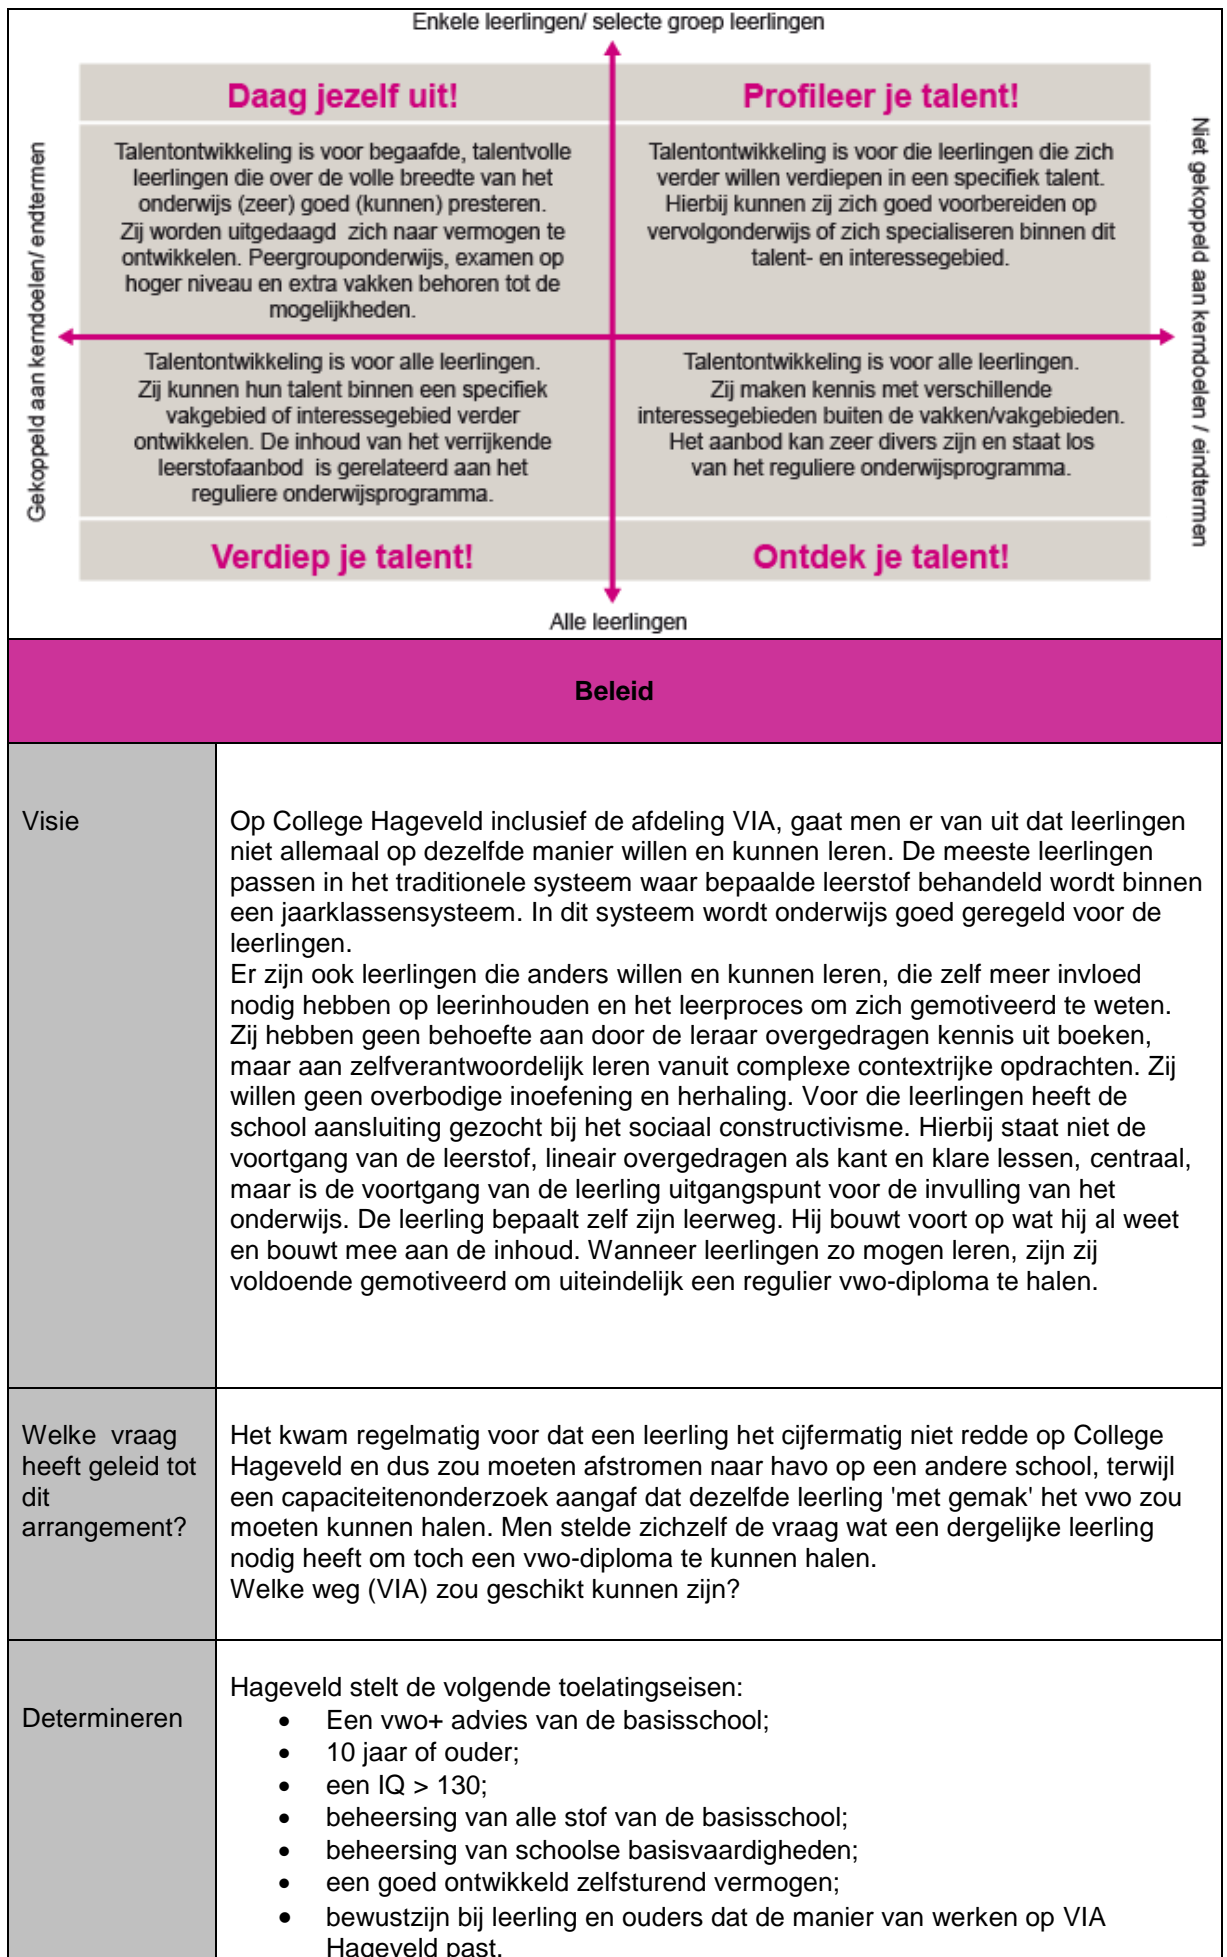 Enkele leerlingen/ selecte groep leerlingen
Daag jezelf uit!
Talentontwikkeling is voor begaafde, talentvolle
leerlingen die over de volle breedte van het
onderwijs (zeer) goed (kunnen) presteren.
Zij worden uitgedaagd zich naar vermogen te
ontwikkelen. Peergrouponderwijs, examen op
hoger niveau en extra vakken behoren tot de
mogelijkheden.
Profileer je talent!
Talentontwikkeling is voor die leerlingen die zich
verder willen verdiepen in een specifiek talent.
Hierbij kunnen zij zich goed voorbereiden op
vervolgonderwijs of zich specialiseren binnen dit
talent- en interessegebied.
Gekoppeld aan kerndoelen/ endtermen
Niet gekoppeld aan kerndoelen / eindtermen
Talentontwikkeling is voor alle leerlingen.
Zij kunnen hun talent binnen een specifiek
vakgebied of interessegebied verder
ontwikkelen. De inhoud van het verrijkende
leerstofaanbod is gerelateerd aan het
reguliere onderwijsprogramma.
Verdiep je talent!
Talentontwikkeling is voor alle leerlingen.
Zij maken kennis met verschillende
interessegebieden buiten de vakken/vakgebieden.
Het aanbod kan zeer divers zijn en staat los
van het reguliere onderwijsprogramma.
Ontdek je talent!
Alle leerlingen
Beleid
Visie
Op College Hageveld inclusief de afdeling VIA, gaat men er van uit dat leerlingen
niet allemaal op dezelfde manier willen en kunnen leren. De meeste leerlingen
passen in het traditionele systeem waar bepaalde leerstof behandeld wordt binnen
een jaarklassensysteem. In dit systeem wordt onderwijs goed geregeld voor de
leerlingen.
Er zijn ook leerlingen die anders willen en kunnen leren, die zelf meer invloed
nodig hebben op leerinhouden en het leerproces om zich gemotiveerd te weten.
Zij hebben geen behoefte aan door de leraar overgedragen kennis uit boeken,
maar aan zelfverantwoordelijk leren vanuit complexe contextrijke opdrachten. Zij
willen geen overbodige inoefening en herhaling. Voor die leerlingen heeft de
school aansluiting gezocht bij het sociaal constructivisme. Hierbij staat niet de
voortgang van de leerstof, lineair overgedragen als kant en klare lessen, centraal,
maar is de voortgang van de leerling uitgangspunt voor de invulling van het
onderwijs. De leerling bepaalt zelf zijn leerweg. Hij bouwt voort op wat hij al weet
en bouwt mee aan de inhoud. Wanneer leerlingen zo mogen leren, zijn zij
voldoende gemotiveerd om uiteindelijk een regulier vwo-diploma te halen.
Welke vraag
heeft geleid tot
dit
arrangement?
Het kwam regelmatig voor dat een leerling het cijfermatig niet redde op College
Hageveld en dus zou moeten afstromen naar havo op een andere school, terwijl
een capaciteitenonderzoek aangaf dat dezelfde leerling 'met gemak' het vwo zou
moeten kunnen halen. Men stelde zichzelf de vraag wat een dergelijke leerling
nodig heeft om toch een vwo-diploma te kunnen halen.
Welke weg (VIA) zou geschikt kunnen zijn?
Determineren
Hageveld stelt de volgende toelatingseisen:
• Een vwo+ advies van de basisschool;
• 10 jaar of ouder;
• een IQ > 130;
• beheersing van alle stof van de basisschool;
• beheersing van schoolse basisvaardigheden;
• een goed ontwikkeld zelfsturend vermogen;
• bewustzijn bij leerling en ouders dat de manier van werken op VIA
Hageveld past.